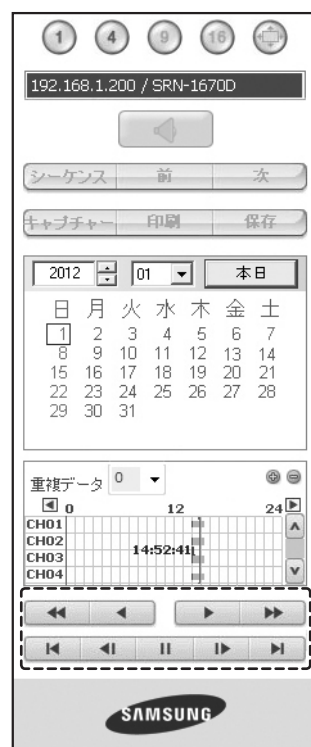 1 4 9 16
192.168.1.200 / SRN-1670D
シーケンス 前 次
キャプチャー 印刷 保存
2012 01 本日
日 月 火 水 木 金 土
1 2 3 4 5 6 7
8 9 10 11 12 13 14
15 16 17 18 19 20 21
22 23 24 25 26 27 28
29 30 31
重複データ 0
0 12 24
CH01
CH02
14:52:41
CH03
CH04
SAMSUNG